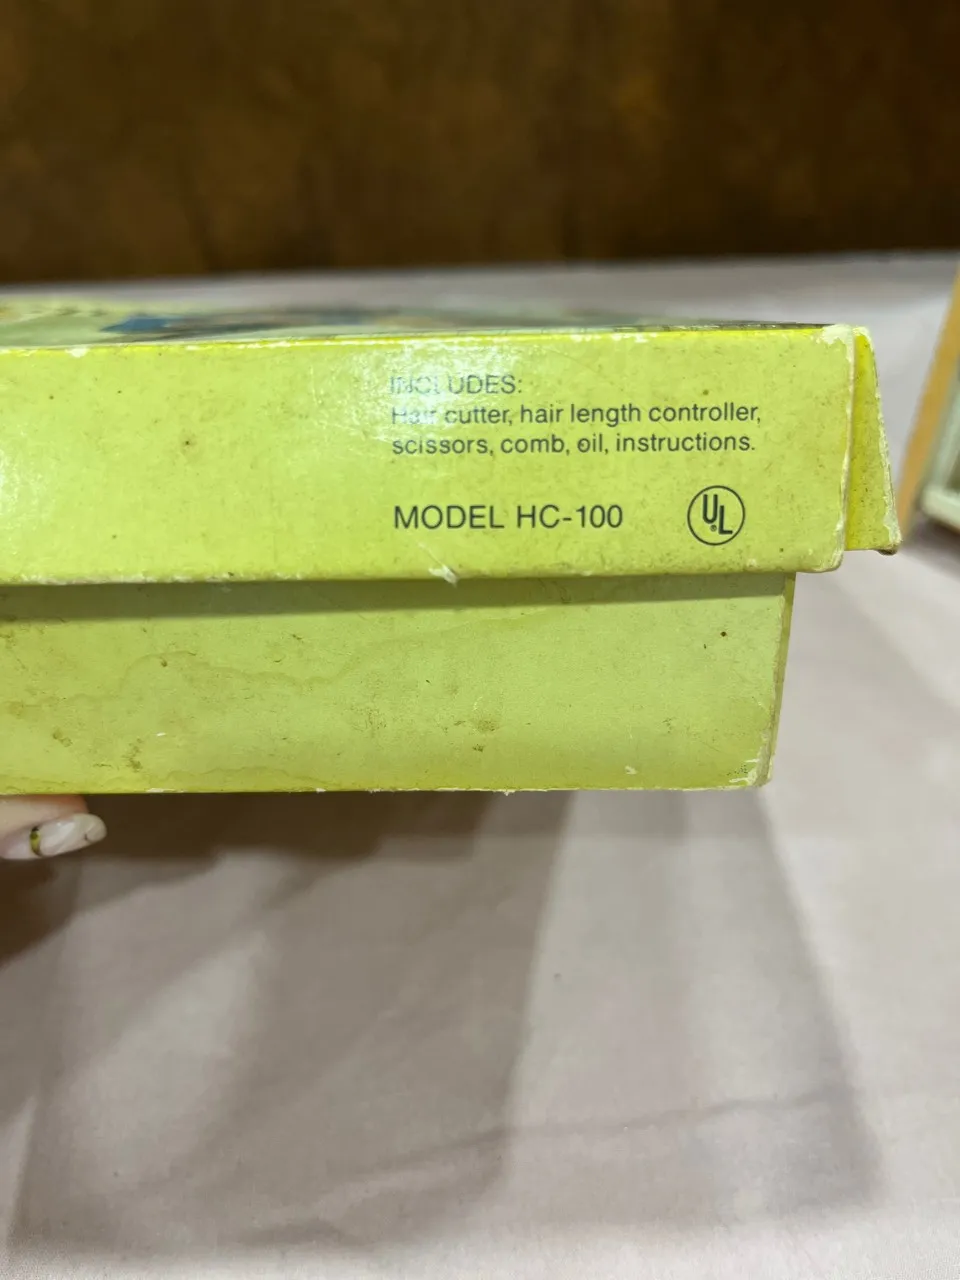 INCLUDES:
Hair cutter, hair length controller,
scissors, comb, oil, instructions.
MODEL HC-100
UL